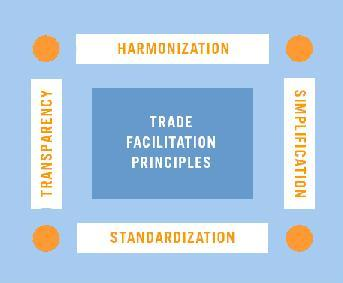 HARMONIZATION
TRANSPARENCY
TRADE
FACILITATION
PRINCIPLES
SIMPLIFICATION
STANDARDIZATION